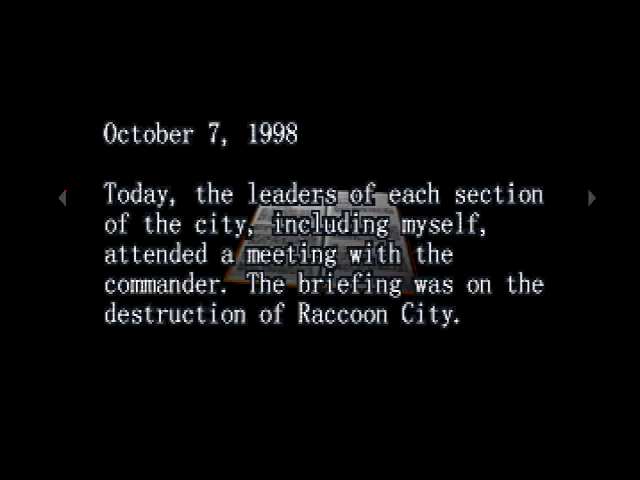 October 7, 1998
Today, the leaders of each section
of the city, including myself,
attended a meeting with the
commander. The briefing was on the
destruction of Raccoon City.